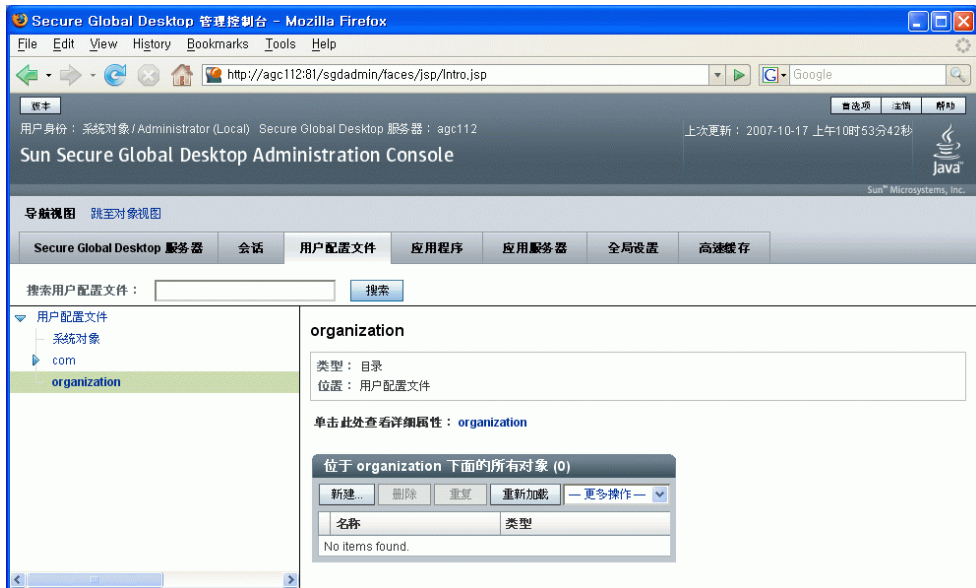 Secure Global Desktop 管理控制台 - Mozilla Firefox
File Edit View History Bookmarks Tools Help
http://agc112:81/sgdadmin/faces/jsp/Intro.jsp
Google
版本
首选项 注销 帮助
用户身份： 系统对象 / Administrator (Local) Secure Global Desktop 服务器： agc112
上次更新： 2007-10-17 上午10时53分42秒
Sun Secure Global Desktop Administration Console
Java
Sun™ Microsystems, Inc.
导航视图 跳至对象视图
Secure Global Desktop 服务器 会话 用户配置文件 应用程序 应用服务器 全局设置 高速缓存
搜索用户配置文件： 搜索
用户配置文件
系统对象
com
organization
organization
类型： 目录
位置： 用户配置文件
单击此处查看详细属性： organization
位于 organization 下面的所有对象 (0)
新建... 删除 重复 重新加载 — 更多操作 —
名称 类型
No items found.